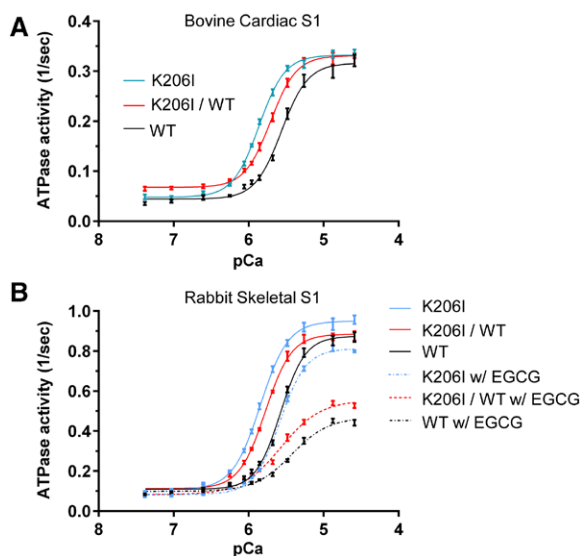 A
Bovine Cardiac S1
ATPase activity (1/sec)
0.4
0.3
0.2
0.1
0.0
K206I
K206I / WT
WT
8 7 6 5 4
pCa
B
Rabbit Skeletal S1
ATPase activity (1/sec)
1.0
0.8
0.6
0.4
0.2
0.0
8 7 6 5 4
pCa
K206I
K206I / WT
WT
K206I w/ EGCG
K206I / WT w/ EGCG
WT w/ EGCG